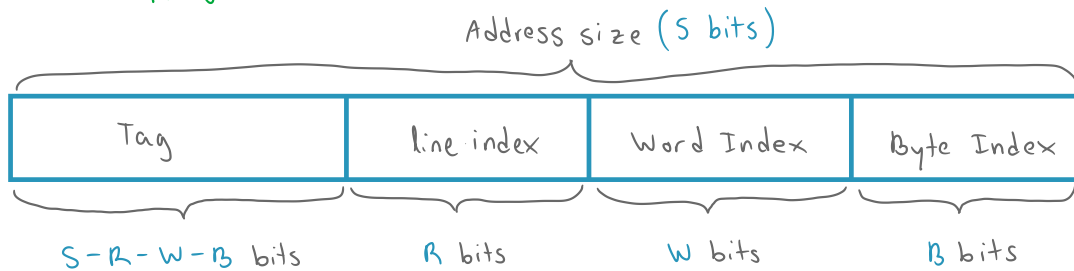 Address size (S bits)
Tag line index Word Index Byte Index
S-R-W-B bits R bits W bits B bits